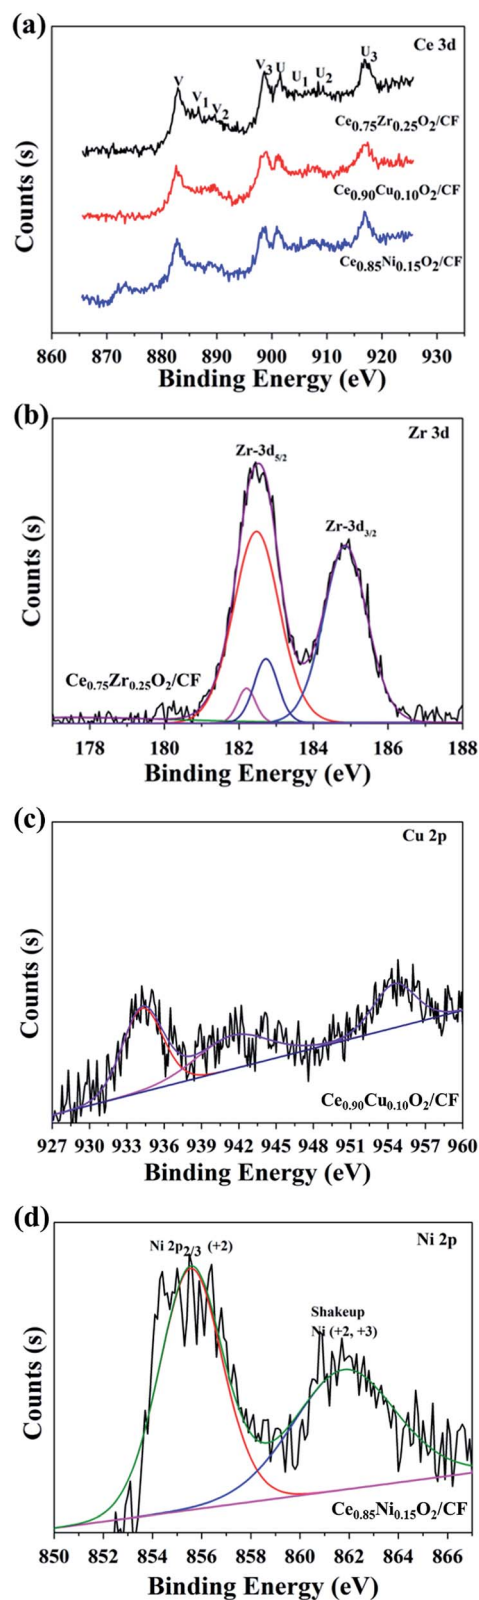 (a)
Ce 3d
V V₁ V₂ V₃ U U₁ U₂ U₃
Ce₀.₇₅Zr₀.₂₅O₂/CF
Ce₀.₉₀Cu₀.₁₀O₂/CF
Ce₀.₈₅Ni₀.₁₅O₂/CF
Counts (s)
860 870 880 890 900 910 920 930
Binding Energy (eV)
(b)
Zr 3d
Zr-3d₅/₂
Zr-3d₃/₂
Ce₀.₇₅Zr₀.₂₅O₂/CF
Counts (s)
178 180 182 184 186 188
Binding Energy (eV)
(c)
Cu 2p
Counts (s)
Ce₀.₉₀Cu₀.₁₀O₂/CF
927 930 933 936 939 942 945 948 951 954 957 960
Binding Energy (eV)
(d)
Ni 2p
Ni 2p₂/₃ (+2)
Shakeup
Ni (+2, +3)
Counts (s)
Ce₀.₈₅Ni₀.₁₅O₂/CF
850 852 854 856 858 860 862 864 866
Binding Energy (eV)